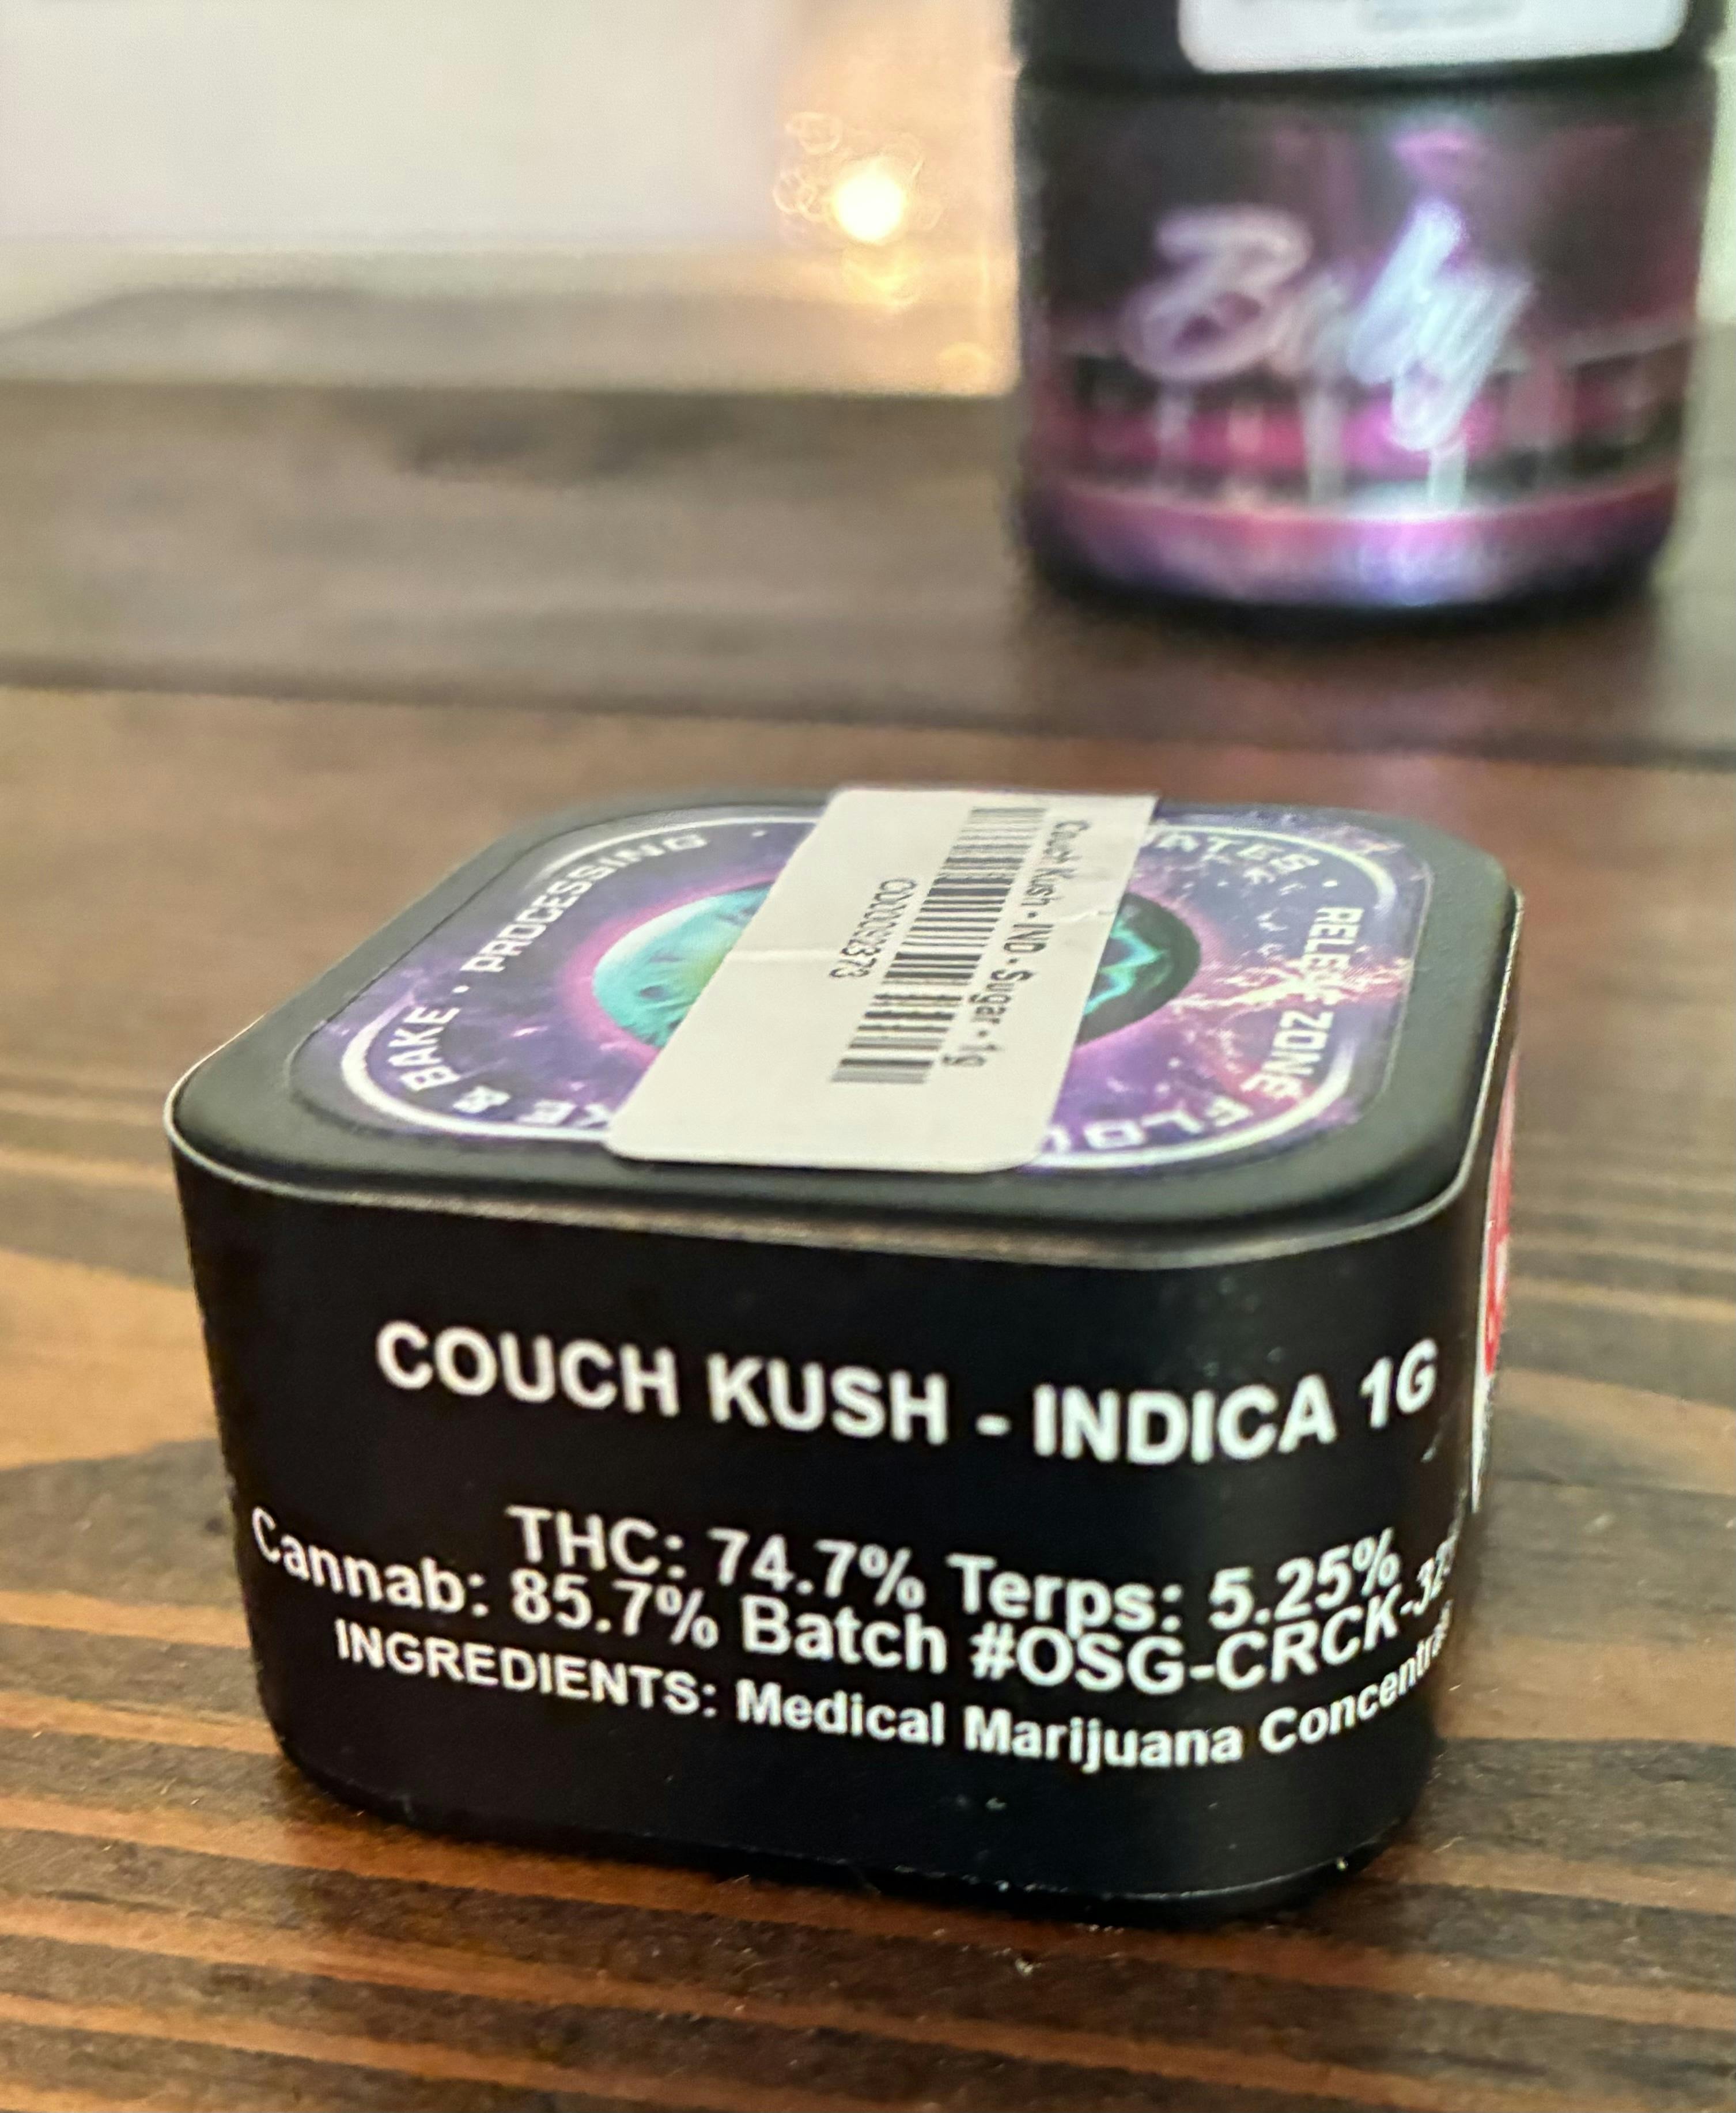 Couch Kush - IND - Sugar - 1g
BAKE • PROCESSING •
ZONE
COUCH KUSH - INDICA 1G
THC: 74.7% Terps: 5.25%
Cannab: 85.7% Batch #OSG-CRCK-
INGREDIENTS: Medical Marijuana